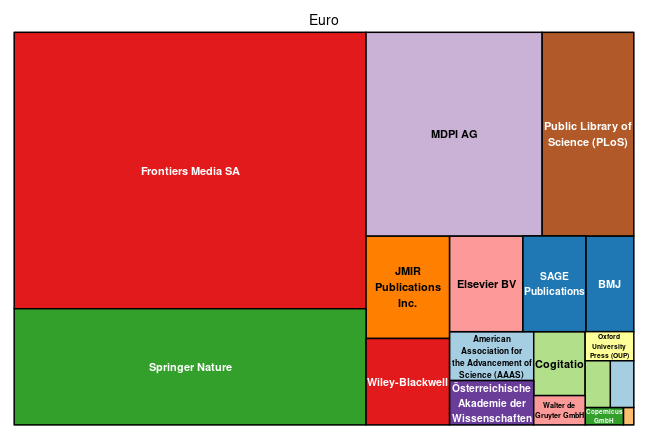 Euro
Frontiers Media SA
Springer Nature
MDPI AG
Public Library of
Science (PLoS)
JMIR
Publications
Inc.
Wiley-Blackwell
Elsevier BV
SAGE
Publications
BMJ
American
Association for
the Advancement of
Science (AAAS)
Österreichische
Akademie der
Wissenschaften
Cogitatio
Walter de
Gruyter GmbH
Oxford
University
Press (OUP)
Copernicus
GmbH